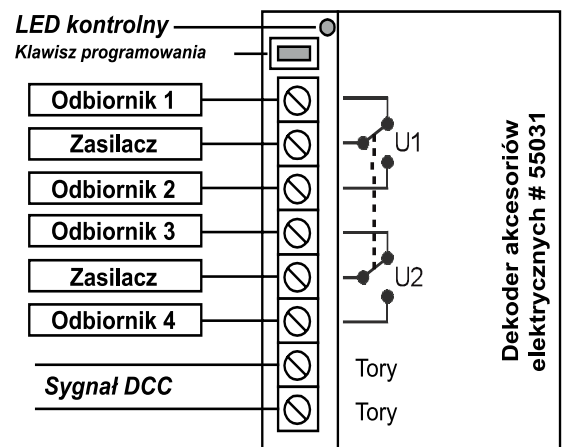 LED kontrolny
Klawisz programowania
Odbiornik 1
Zasilacz
Odbiornik 2
Odbiornik 3
Zasilacz
Odbiornik 4
Sygnał DCC
U1
U2
Tory
Tory
Dekoder akcesoriów
elektrycznych # 55031